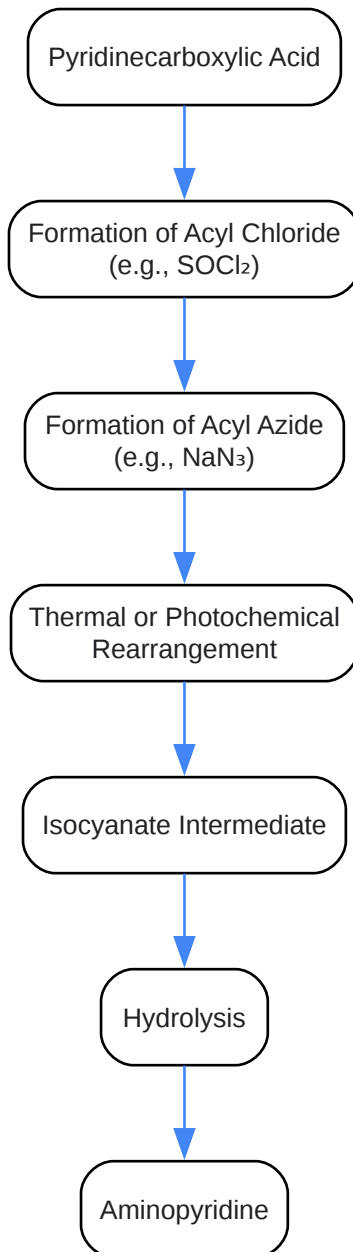 Pyridinecarboxylic Acid
Formation of Acyl Chloride
(e.g., SOCl₂)
Formation of Acyl Azide
(e.g., NaN₃)
Thermal or Photochemical
Rearrangement
Isocyanate Intermediate
Hydrolysis
Aminopyridine